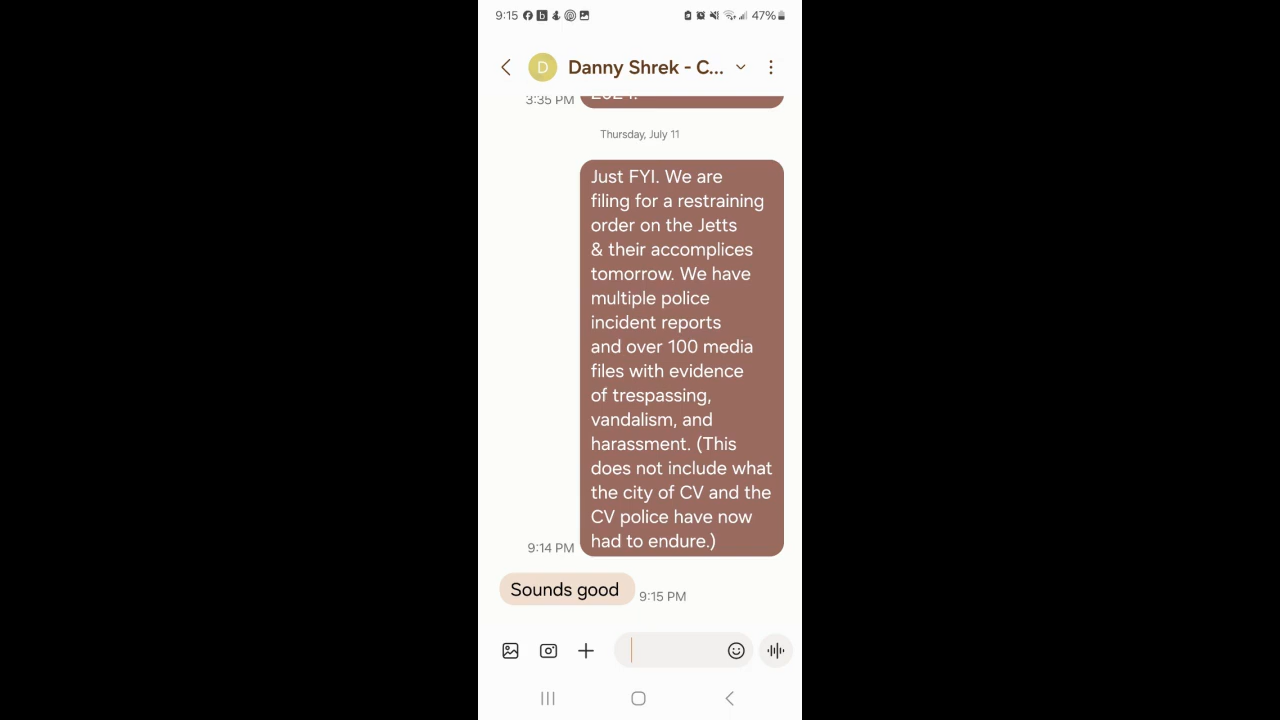 9:15 47%
D Danny Shrek - C...
3:35 PM
Thursday, July 11
Just FYI. We are
filing for a restraining
order on the Jetts
& their accomplices
tomorrow. We have
multiple police
incident reports
and over 100 media
files with evidence
of trespassing,
vandalism, and
harassment. (This
does not include what
the city of CV and the
CV police have now
had to endure.)
9:14 PM
Sounds good
9:15 PM